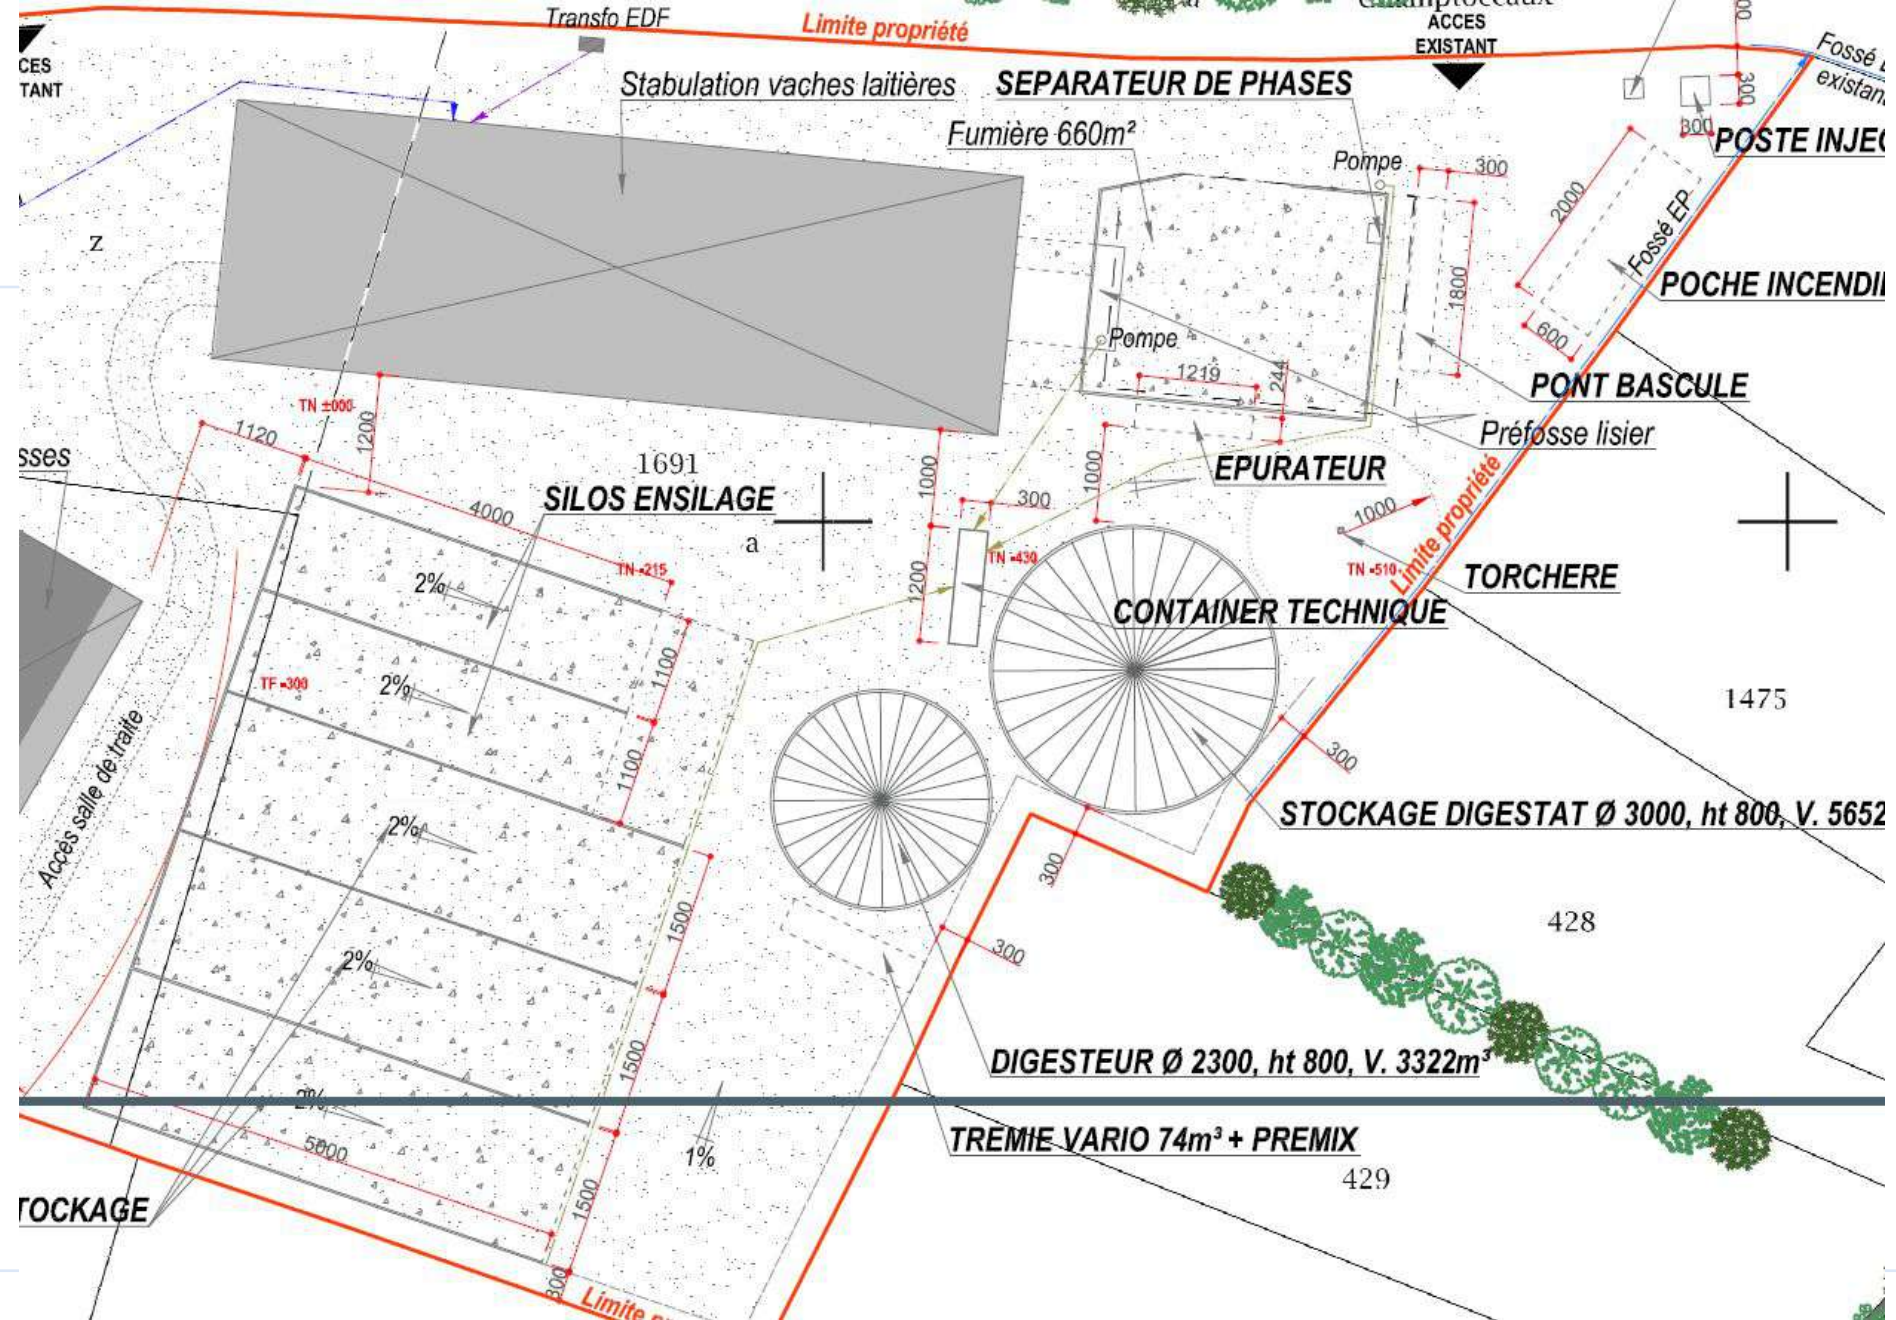 Transfo EDF
Limite propriété
ACCES
EXISTANT
Fossé
existan
CES
TANT
Stabulation vaches laitières
SEPARATEUR DE PHASES
Fumière 660m²
Pompe
300
300
300
POSTE INJEC
2000
Fossé EP
z
1800
POCHE INCENDI
600
Pompe
1219
244
PONT BASCULE
Préfosse lisier
TN ±000
1200
1120
sses
1691
SILOS ENSILAGE
4000
1000
1000
EPURATEUR
300
1000
Limite propriété
a
TN -215
TN -430
TN -510
TORCHERE
2%
1200
CONTAINER TECHNIQUE
1100
TF -300
2%
1475
1100
300
Accès salle de traite
2%
STOCKAGE DIGESTAT Ø 3000, ht 800, V. 5652
300
1500
428
2%
300
1500
DIGESTEUR Ø 2300, ht 800, V. 3322m³
2%
5000
1%
TREMIE VARIO 74m³ + PREMIX
429
1500
TOCKAGE
300
Limite